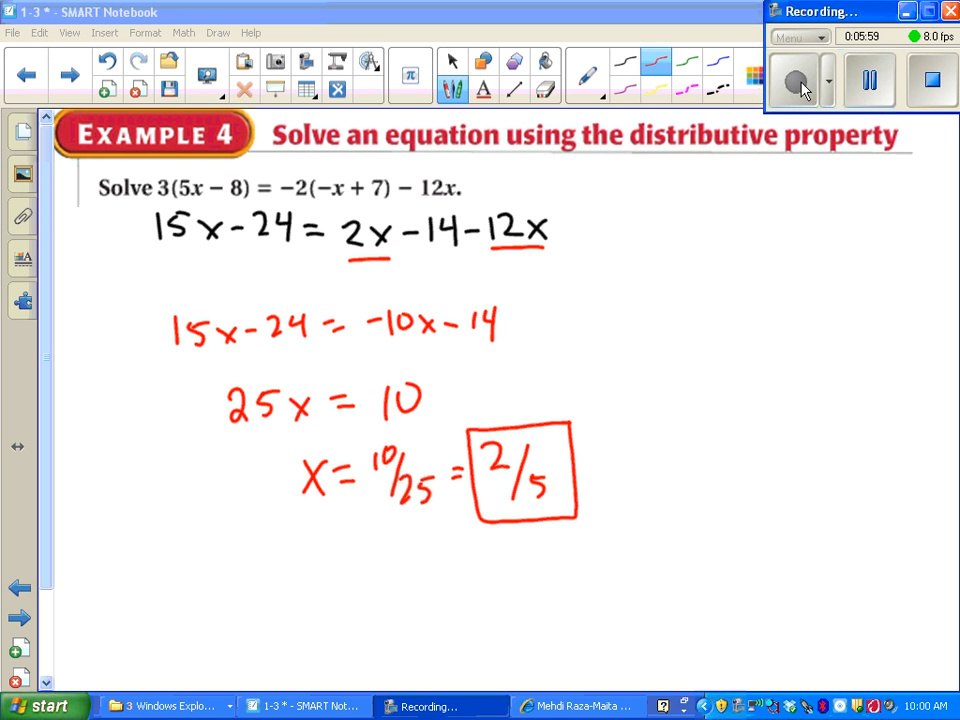 1-3 * - SMART Notebook
Recording...
File Edit View Insert Format Math Draw Help
Menu 0:05:59 8.0 fps
π
A
EXAMPLE 4 Solve an equation using the distributive property
Solve 3(5x − 8) = −2(−x + 7) − 12x.
15x-24 = 2x -14-12x
15x-24 = -10x - 14
25x = 10
x = 10/25 = 2/5
start 3 Windows Explo... 1-3 * - SMART Not... Recording... Mehdi Raza-Maita ... 10:00 AM